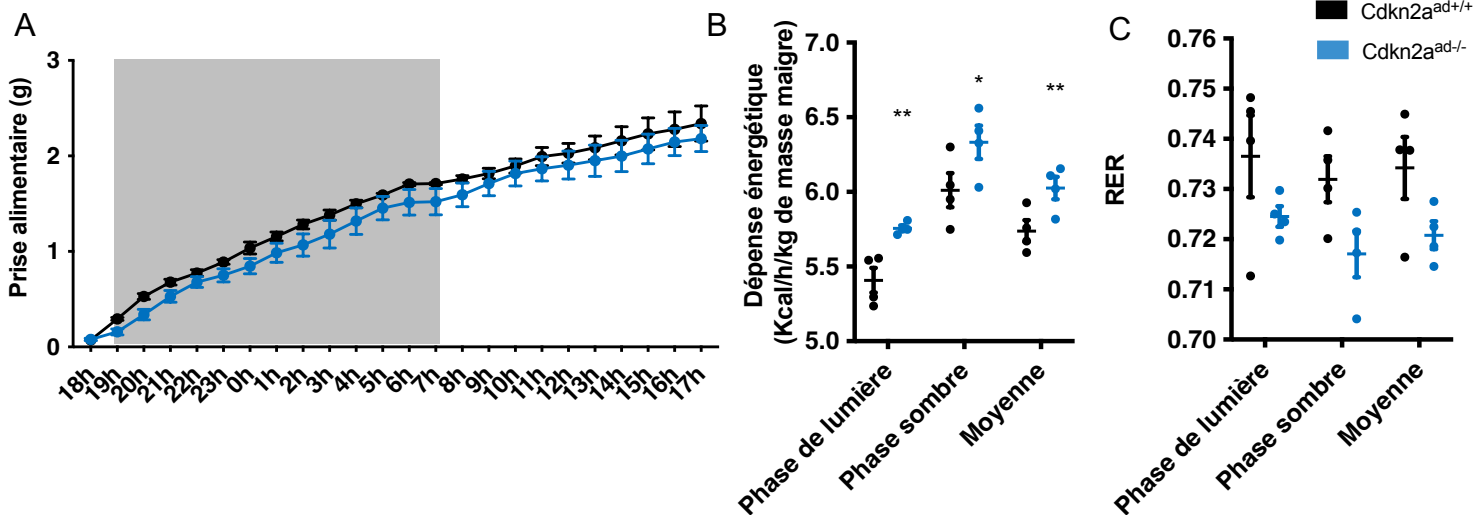 A
Prise alimentaire (g)
3
2
1
0
18h
19h
20h
21h
22h
23h
0h
1h
2h
3h
4h
5h
6h
7h
8h
9h
10h
11h
12h
13h
14h
15h
16h
17h
B
Dépense énergétique
(Kcal/h/kg de masse maigre)
7.0
6.5
6.0
5.5
5.0
**
*
**
Phase de lumière
Phase sombre
Moyenne
C
Cdkn2a^ad+/+
Cdkn2a^ad-/-
RER
0.76
0.75
0.74
0.73
0.72
0.71
0.70
Phase de lumière
Phase sombre
Moyenne